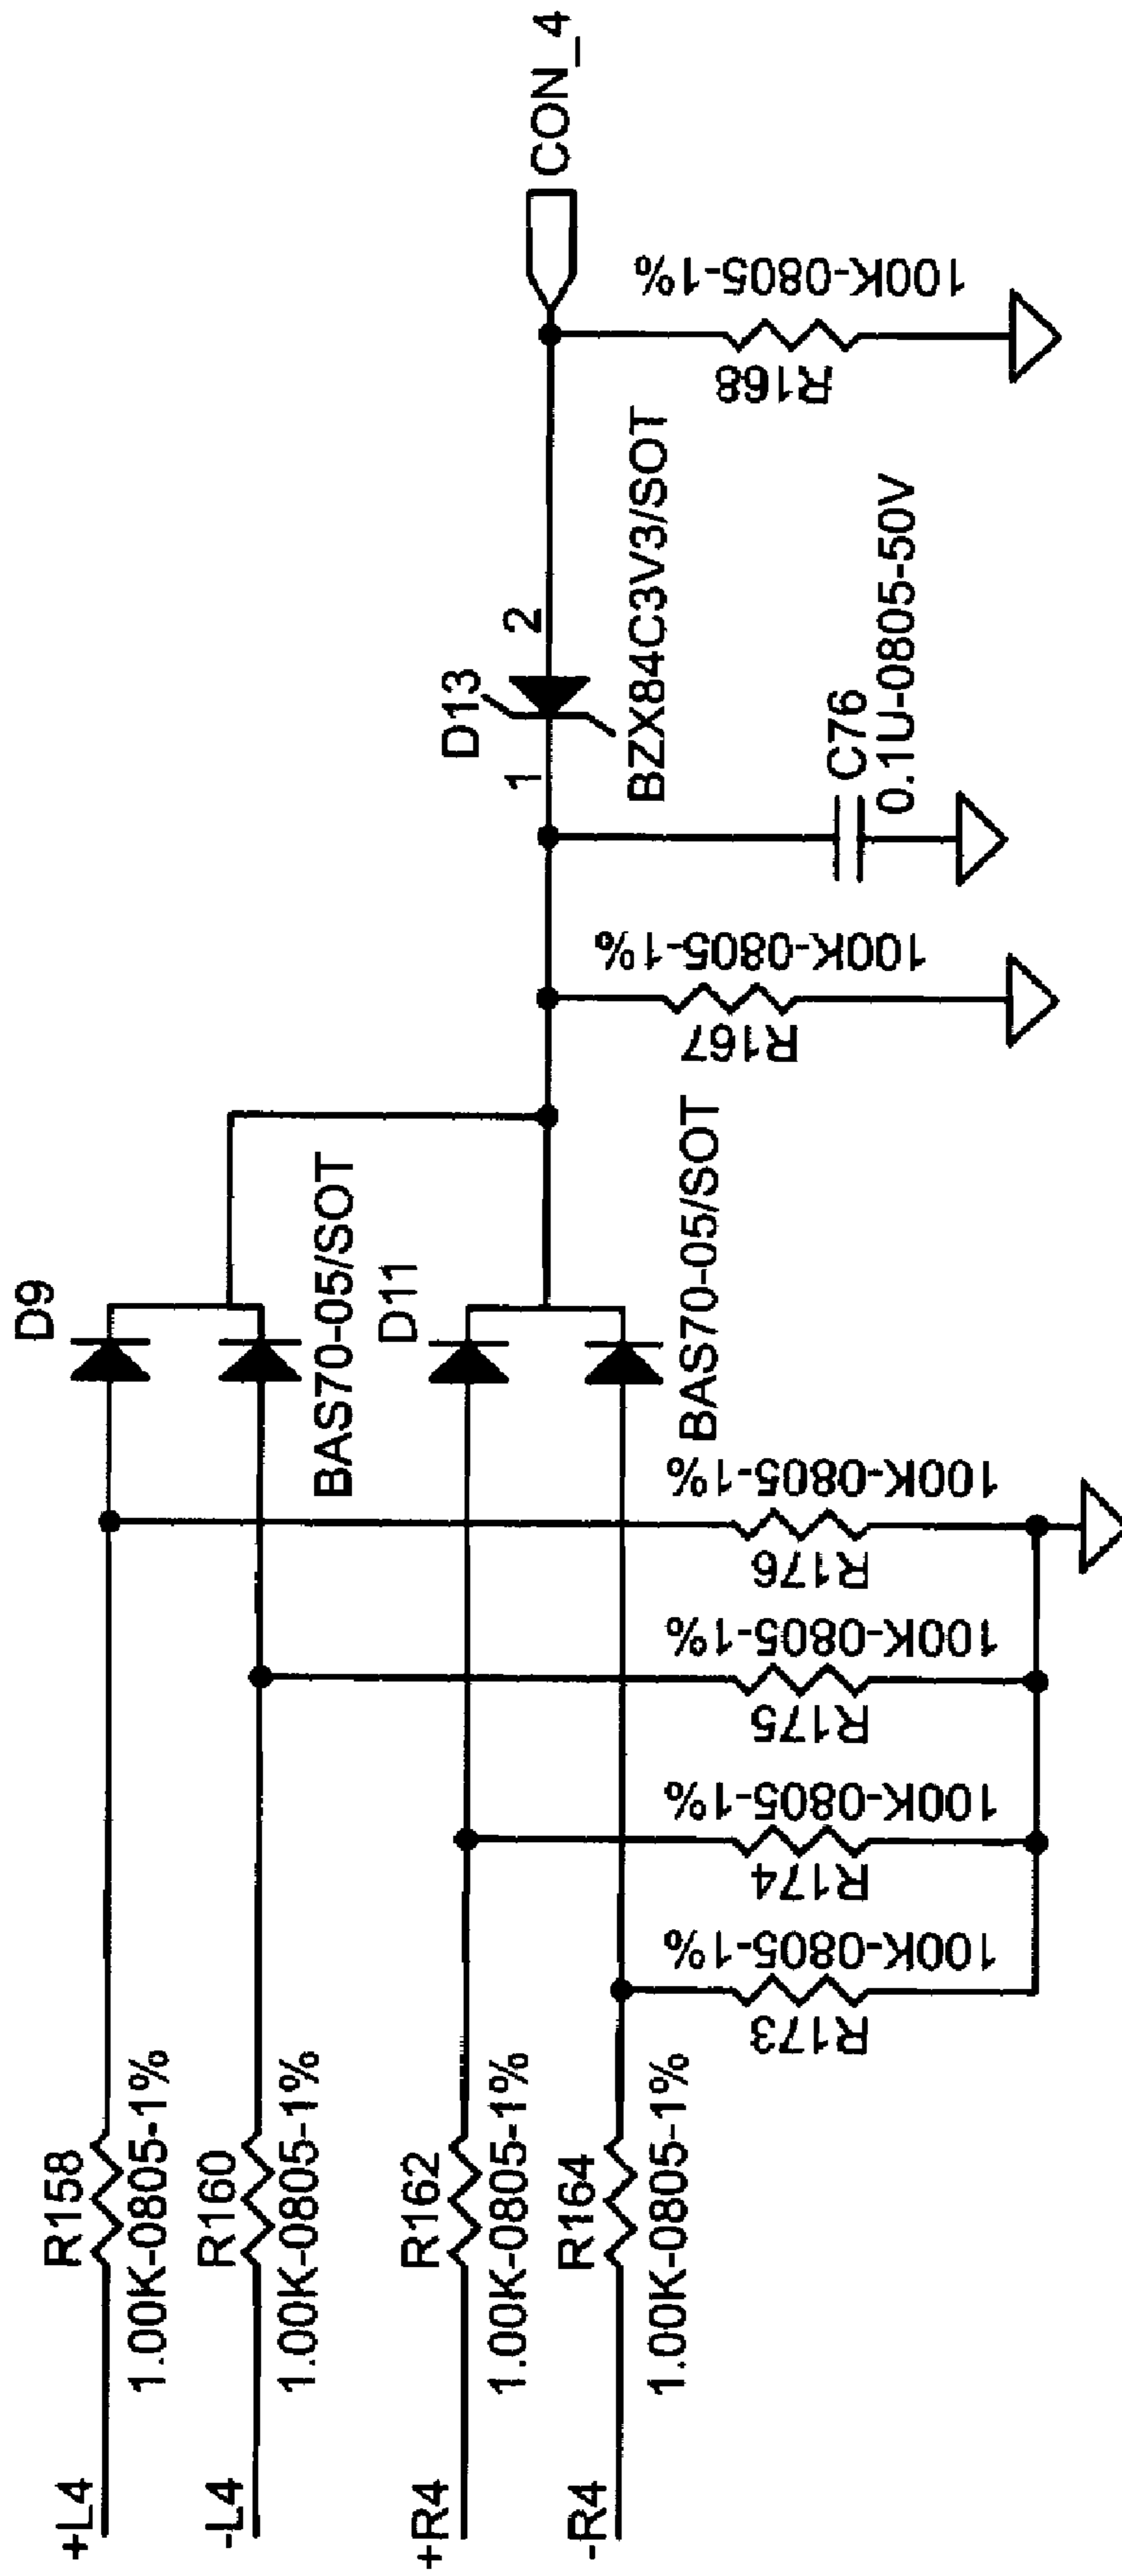 +L4
R158
1.00K-0805-1%
-L4
R160
1.00K-0805-1%
+R4
R162
1.00K-0805-1%
-R4
R164
1.00K-0805-1%
R173
100K-0805-1%
R174
100K-0805-1%
R175
100K-0805-1%
R176
100K-0805-1%
D9
BAS70-05/SOT
D11
BAS70-05/SOT
R167
100K-0805-1%
C76
0.1U-0805-50V
D13
1
2
BZX84C3V3/SOT
R168
100K-0805-1%
CON_4